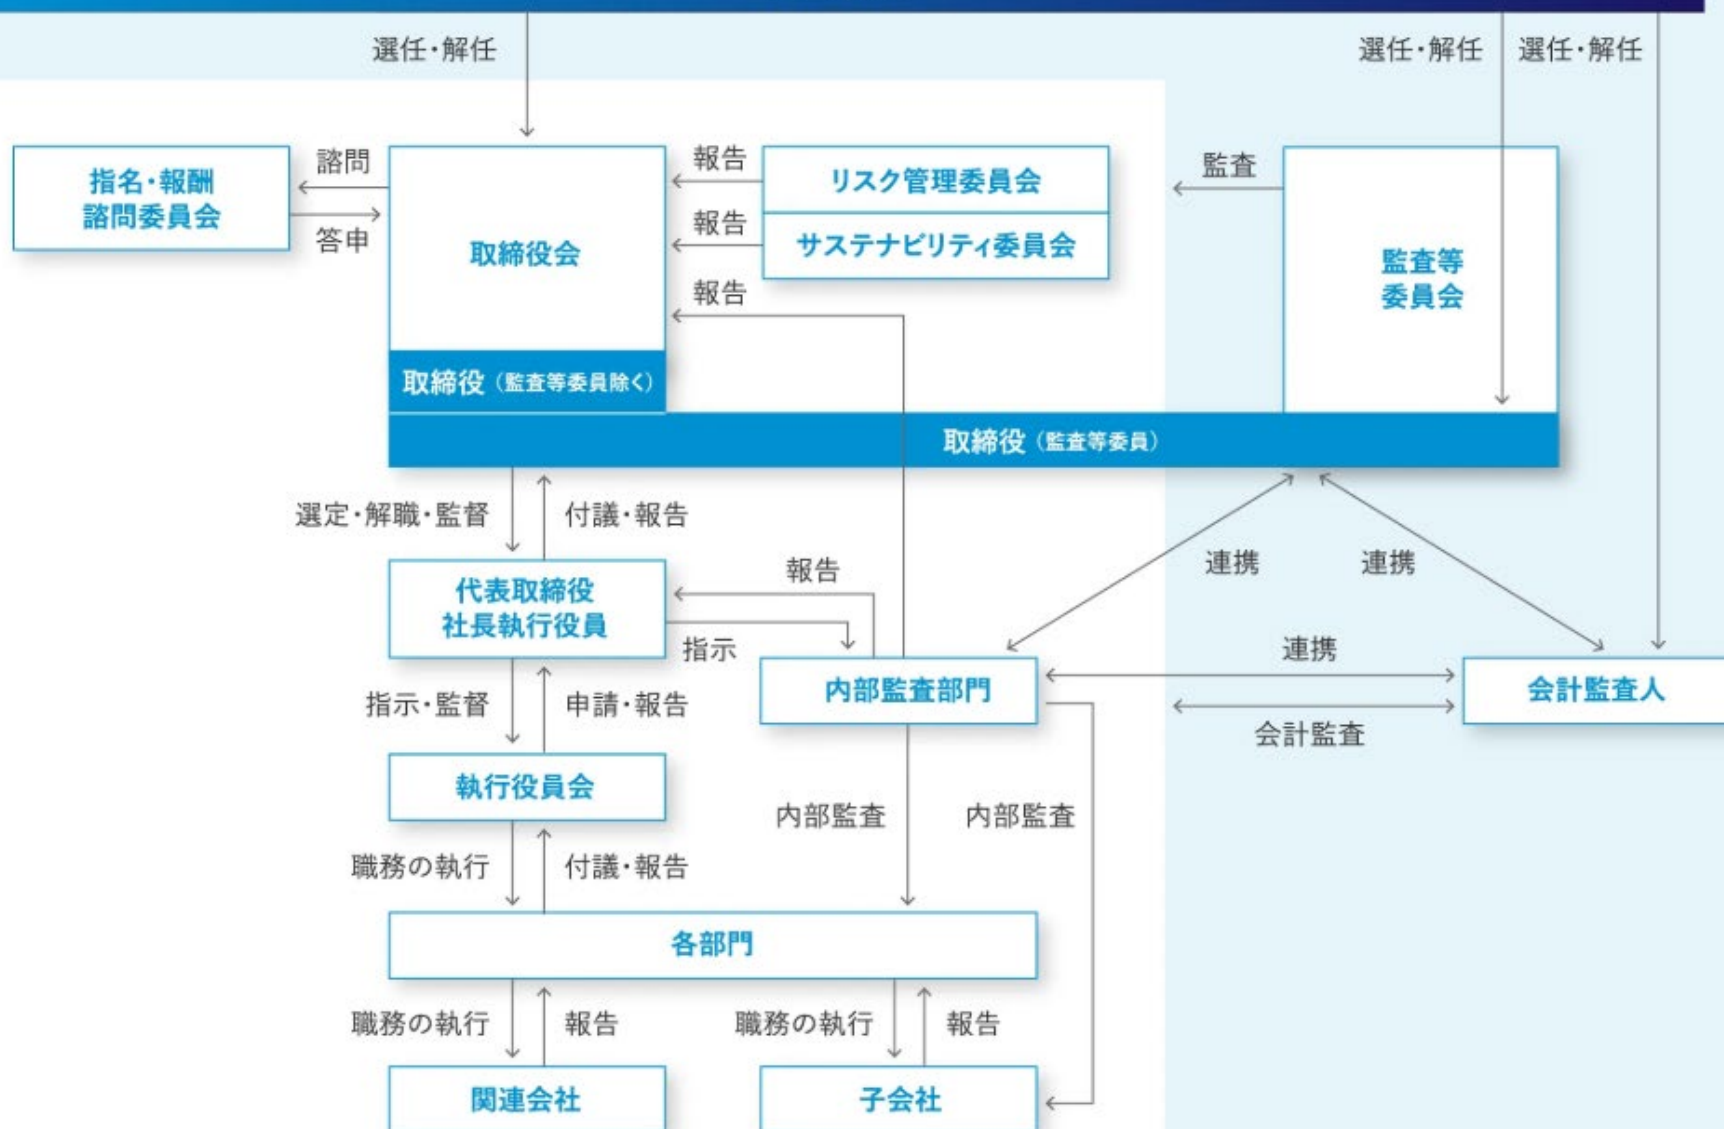 選任・解任
選任・解任
選任・解任
指名・報酬
諮問委員会
諮問
答申
取締役会
報告
リスク管理委員会
報告
サステナビリティ委員会
報告
監査
監査等
委員会
取締役（監査等委員除く）
取締役（監査等委員）
選定・解職・監督
付議・報告
連携
連携
代表取締役
社長執行役員
報告
指示
連携
内部監査部門
会計監査人
会計監査
指示・監督
申請・報告
執行役員会
内部監査
内部監査
職務の執行
付議・報告
各部門
職務の執行
報告
職務の執行
報告
関連会社
子会社